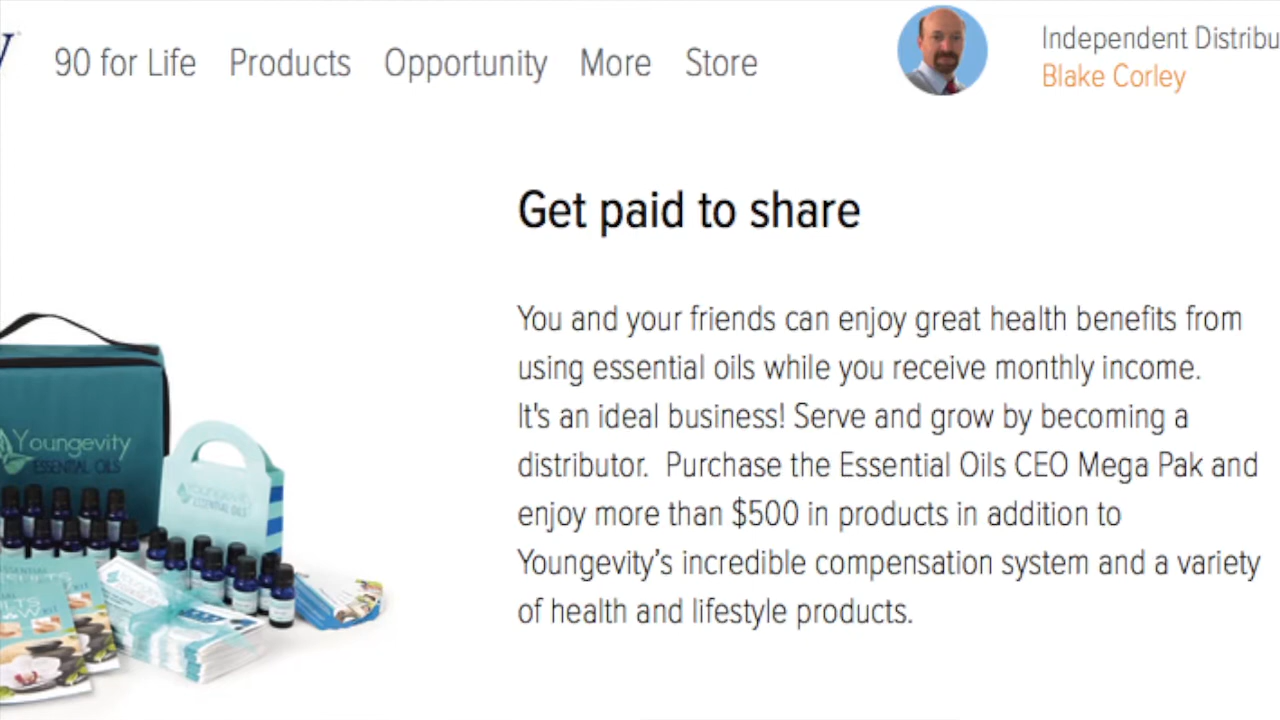 90 for Life Products Opportunity More Store
Independent Distribu
Blake Corley
Get paid to share
You and your friends can enjoy great health benefits from
using essential oils while you receive monthly income.
It's an ideal business! Serve and grow by becoming a
distributor. Purchase the Essential Oils CEO Mega Pak and
enjoy more than $500 in products in addition to
Youngevity's incredible compensation system and a variety
of health and lifestyle products.
Youngevity
ESSENTIAL OILS
Youngevity
ESSENTIAL OILS